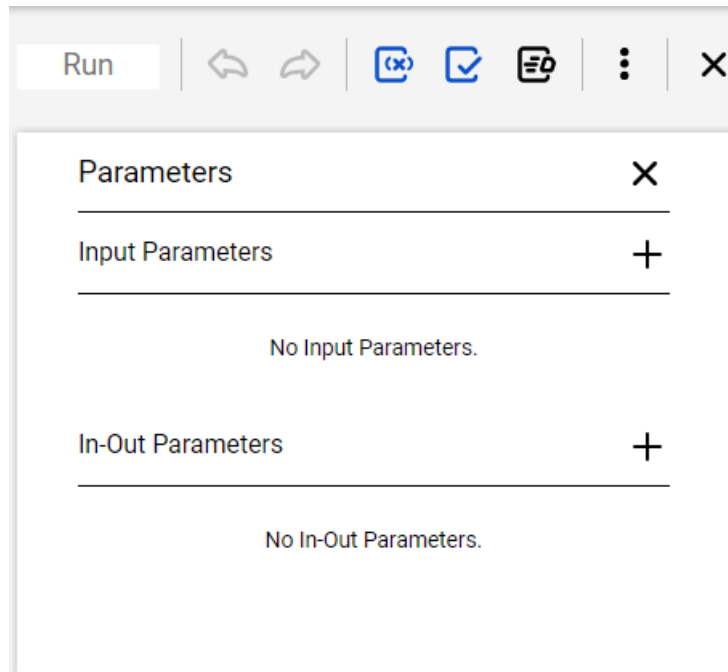 Run
Parameters
Input Parameters
No Input Parameters.
In-Out Parameters
No In-Out Parameters.